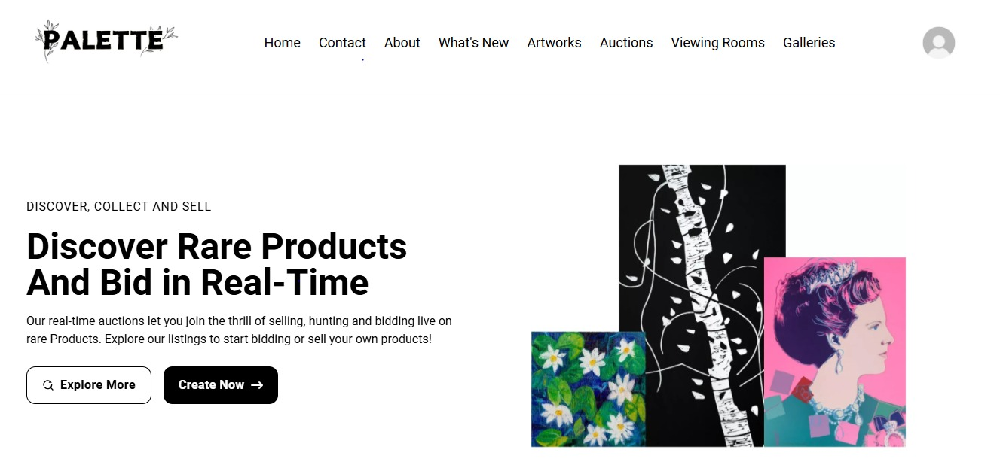 PALETTE
Home Contact About What's New Artworks Auctions Viewing Rooms Galleries
DISCOVER, COLLECT AND SELL
Discover Rare Products
And Bid in Real-Time
Our real-time auctions let you join the thrill of selling, hunting and bidding live on
rare Products. Explore our listings to start bidding or sell your own products!
Explore More
Create Now →